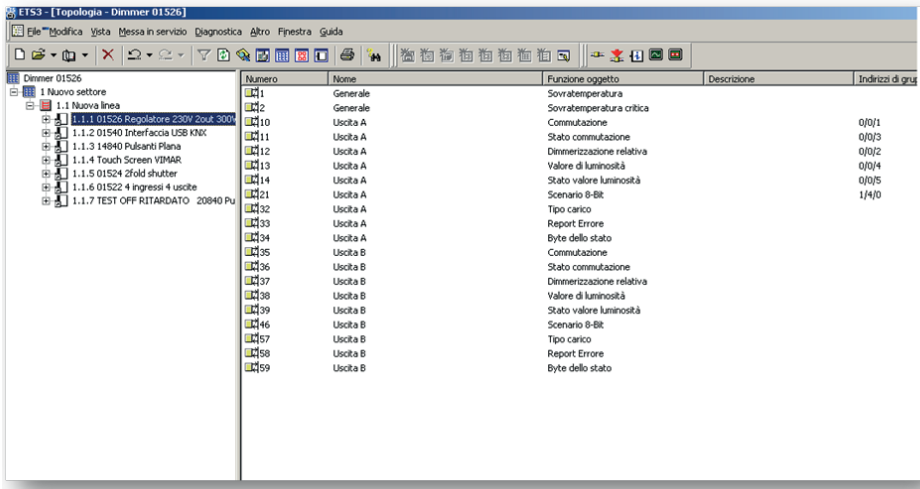 ETS3 - [Topologia - Dimmer 01526]
File Modifica Vista Messa in servizio Diagnostica Altro Finestra Guida
Dimmer 01526
1 Nuovo settore
1.1 Nuova linea
1.1.1 01526 Regolatore 230V 2out 300V
1.1.2 01540 Interfaccia USB KNX
1.1.3 14840 Pulsanti Plana
1.1.4 Touch Screen VIMAR
1.1.5 01524 2fold shutter
1.1.6 01522 4 ingressi 4 uscite
1.1.7 TEST OFF RITARDATO 20840 Pu
Numero Nome Funzione oggetto Descrizione Indirizzi di grup
1 Generale Sovratemperatura
2 Generale Sovratemperatura critica
10 Uscita A Commutazione 0/0/1
11 Uscita A Stato commutazione 0/0/3
12 Uscita A Dimmerizzazione relativa 0/0/2
13 Uscita A Valore di luminosità 0/0/4
14 Uscita A Stato valore luminosità 0/0/5
21 Uscita A Scenario 8-Bit 1/4/0
32 Uscita A Tipo carico
33 Uscita A Report Errore
34 Uscita A Byte dello stato
35 Uscita B Commutazione
36 Uscita B Stato commutazione
37 Uscita B Dimmerizzazione relativa
38 Uscita B Valore di luminosità
39 Uscita B Stato valore luminosità
46 Uscita B Scenario 8-Bit
57 Uscita B Tipo carico
58 Uscita B Report Errore
59 Uscita B Byte dello stato